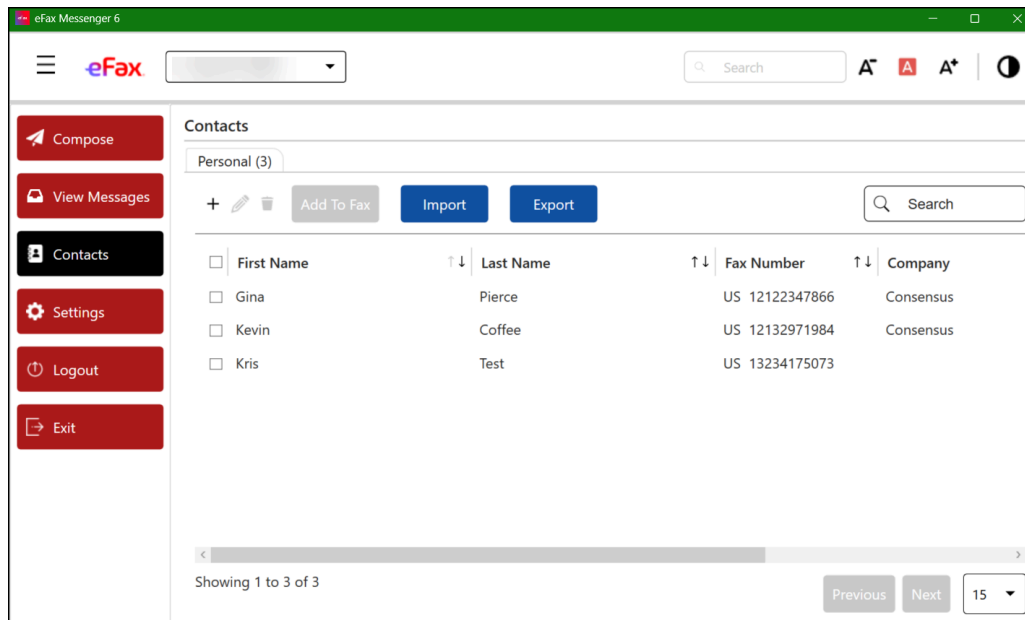 eFax Messenger 6
eFax
Search
A- A A+
Compose
View Messages
Contacts
Settings
Logout
Exit
Contacts
Personal (3)
+ Add To Fax Import Export Search
First Name ↑↓ Last Name ↑↓ Fax Number ↑↓ Company
Gina Pierce US 12122347866 Consensus
Kevin Coffee US 12132971984 Consensus
Kris Test US 13234175073
Showing 1 to 3 of 3
Previous Next 15